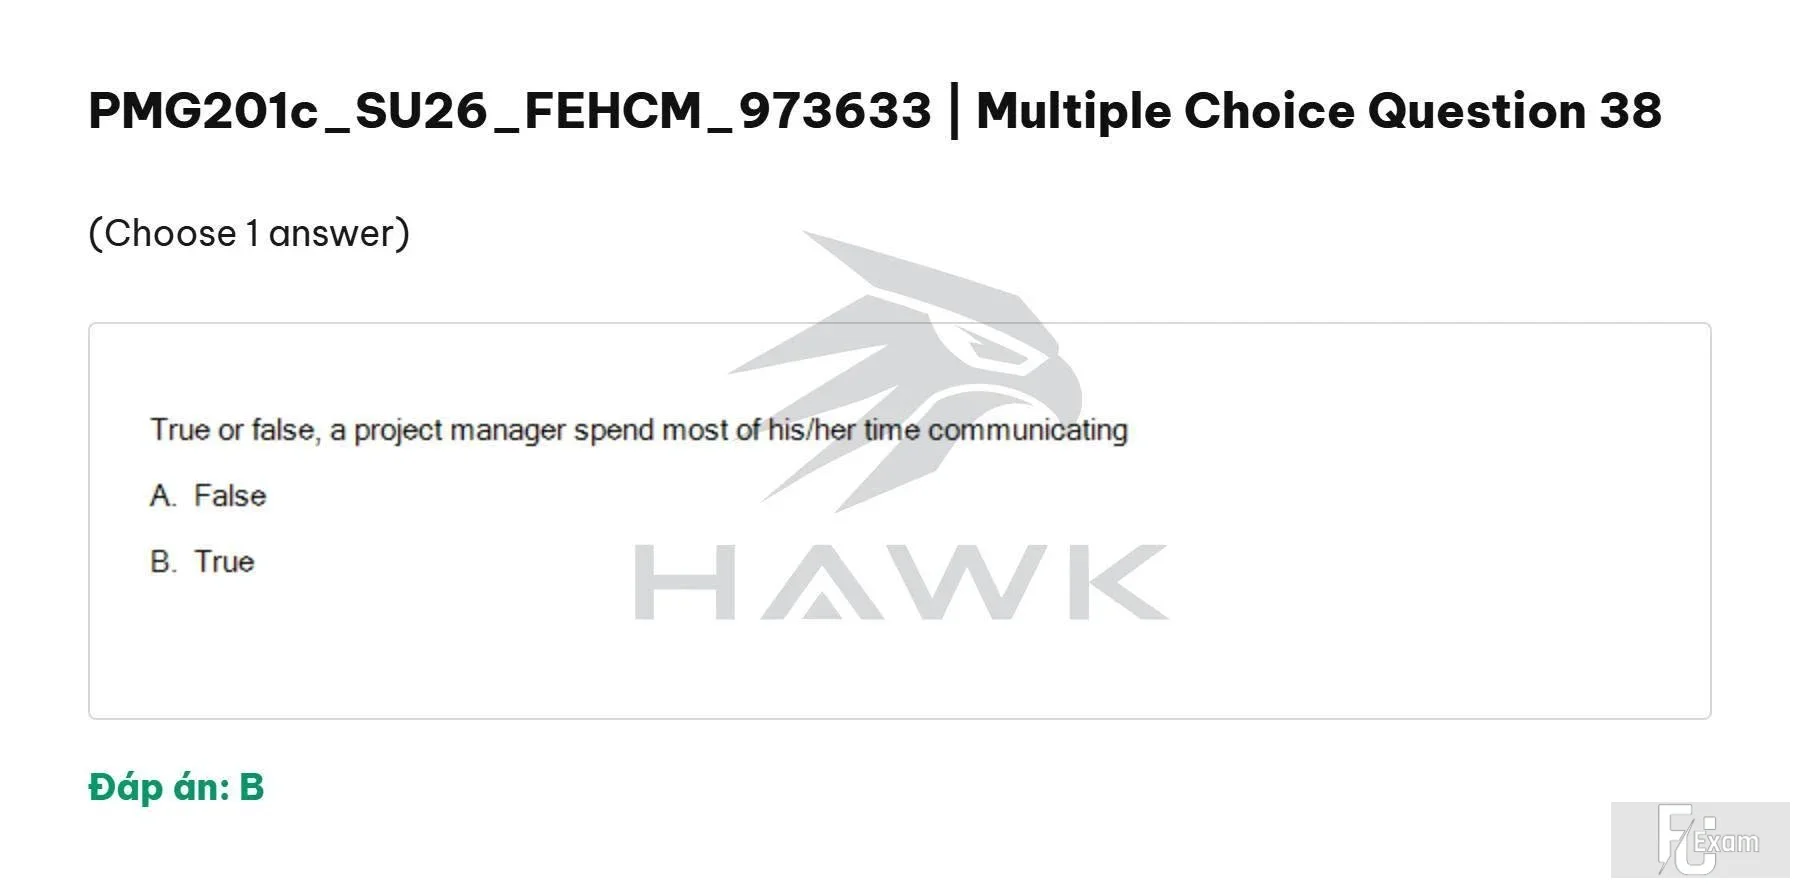 PMG201c_SU26_FEHCM_973633 | Multiple Choice Question 38
(Choose 1 answer)
True or false, a project manager spend most of his/her time communicating
A. False
B. True
HAWK
Đáp án: B
FU Exam